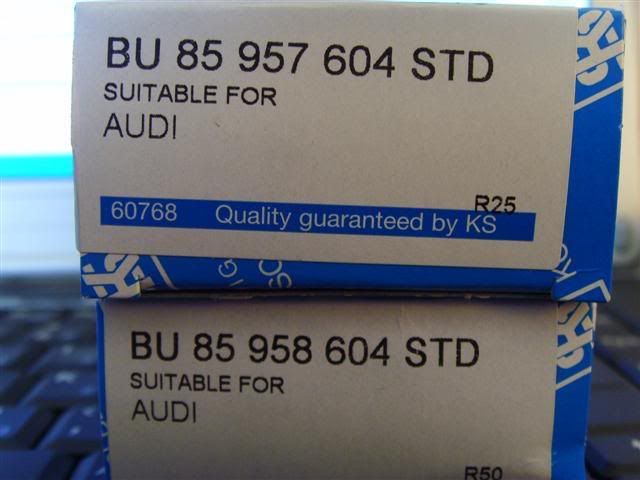 BU 85 957 604 STD
SUITABLE FOR
AUDI
R25
60768 Quality guaranteed by KS
BU 85 958 604 STD
SUITABLE FOR
AUDI
R50